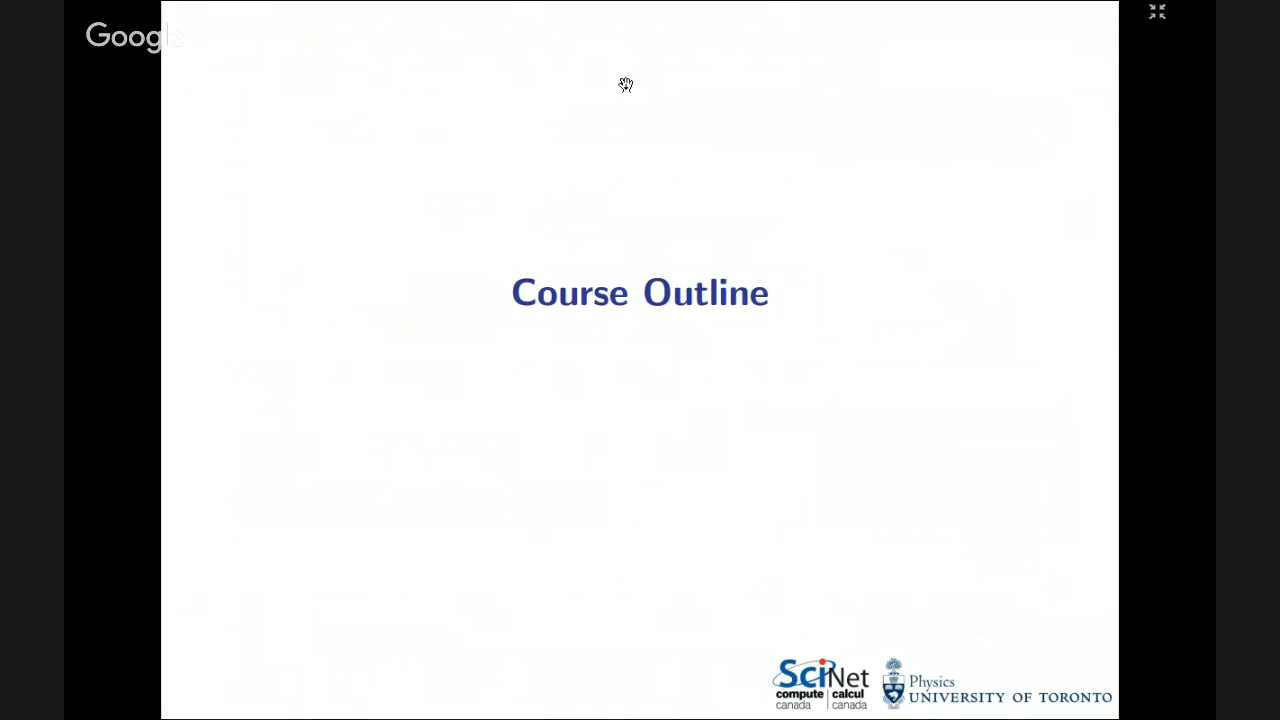 Google
Course Outline
SciNet
compute calcul
canada canada
Physics
UNIVERSITY OF TORONTO